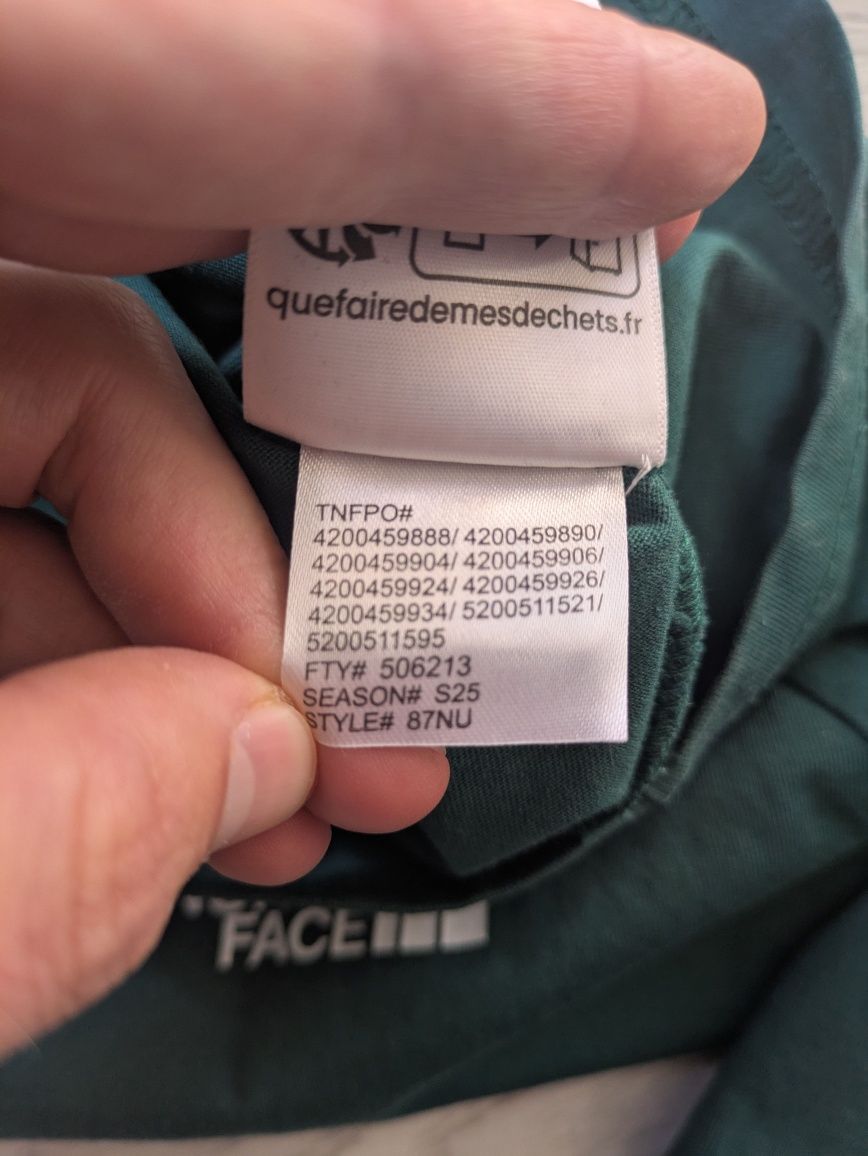 quefairedemesdechets.fr
TNFPO#
4200459888/ 4200459890/
4200459904/ 4200459906/
4200459924/ 4200459926/
4200459934/ 5200511521/
5200511595
FTY# 506213
SEASON# S25
STYLE# 87NU
FACE